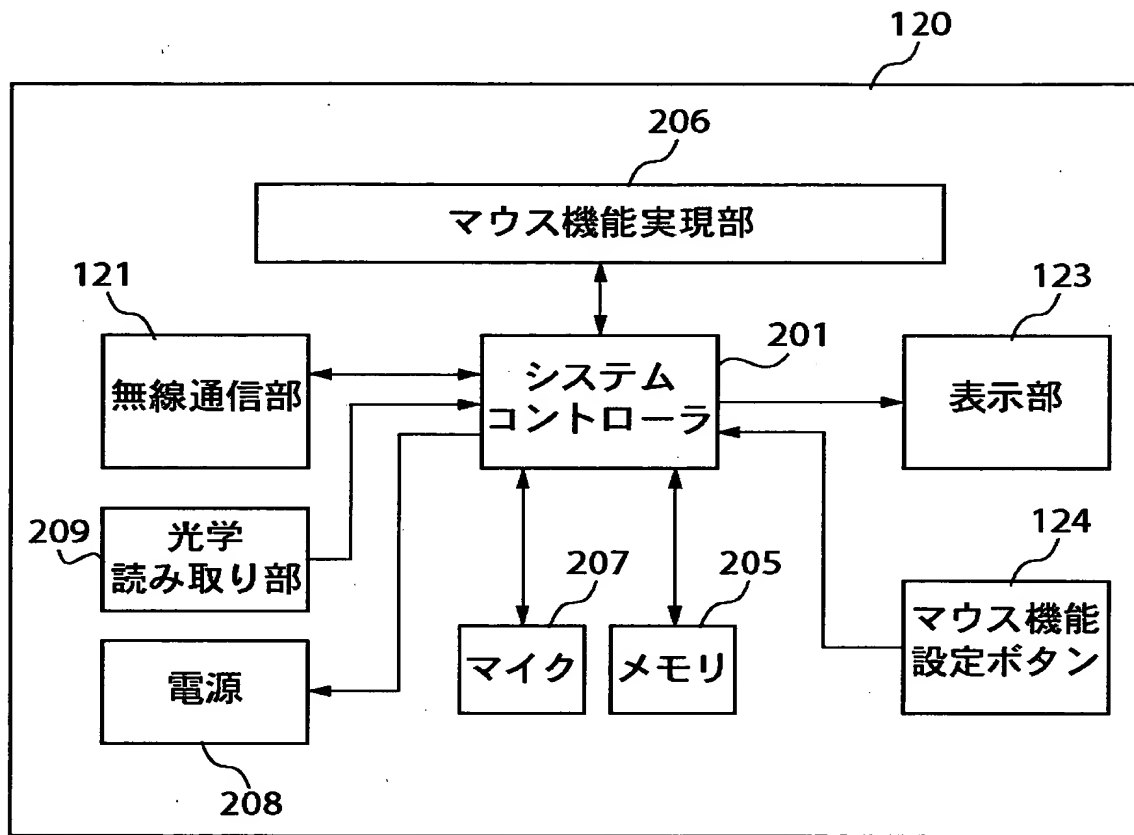 120
206
マウス機能実現部
121
123
201
無線通信部
システム
コントローラ
表示部
209
光学
読み取り部
207
205
124
マイク
メモリ
マウス機能
設定ボタン
電源
208